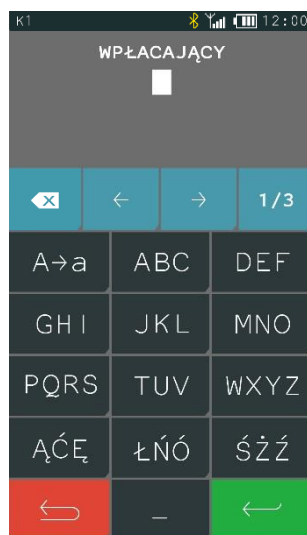 K1 12:00
WPŁACAJĄCY
1/3
A→a ABC DEF
GHI JKL MNO
PQRS TUV WXYZ
ĄĆĘ ŁŃÓ ŚŻŹ
_